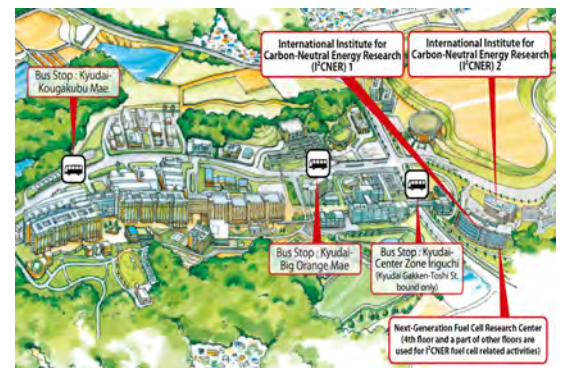 International Institute for
Carbon-Neutral Energy Research
(I²CNER) 1
International Institute for
Carbon-Neutral Energy Research
(I²CNER) 2
Bus Stop : Kyudai-
Kougakubu Mae
Bus Stop : Kyudai-
Big Orange Mae
Bus Stop : Kyudai-
Center Zone Iriguchi
(Kyudai Gakken-Toshi St.
bound only)
Next-Generation Fuel Cell Research Center
(4th floor and a part of other floors are
used for I²CNER fuel cell related activities)